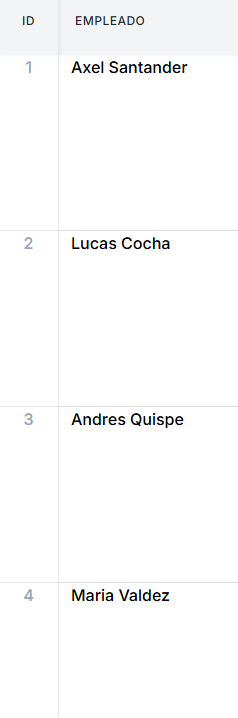 ID EMPLEADO
1 Axel Santander
2 Lucas Cocha
3 Andres Quispe
4 Maria Valdez